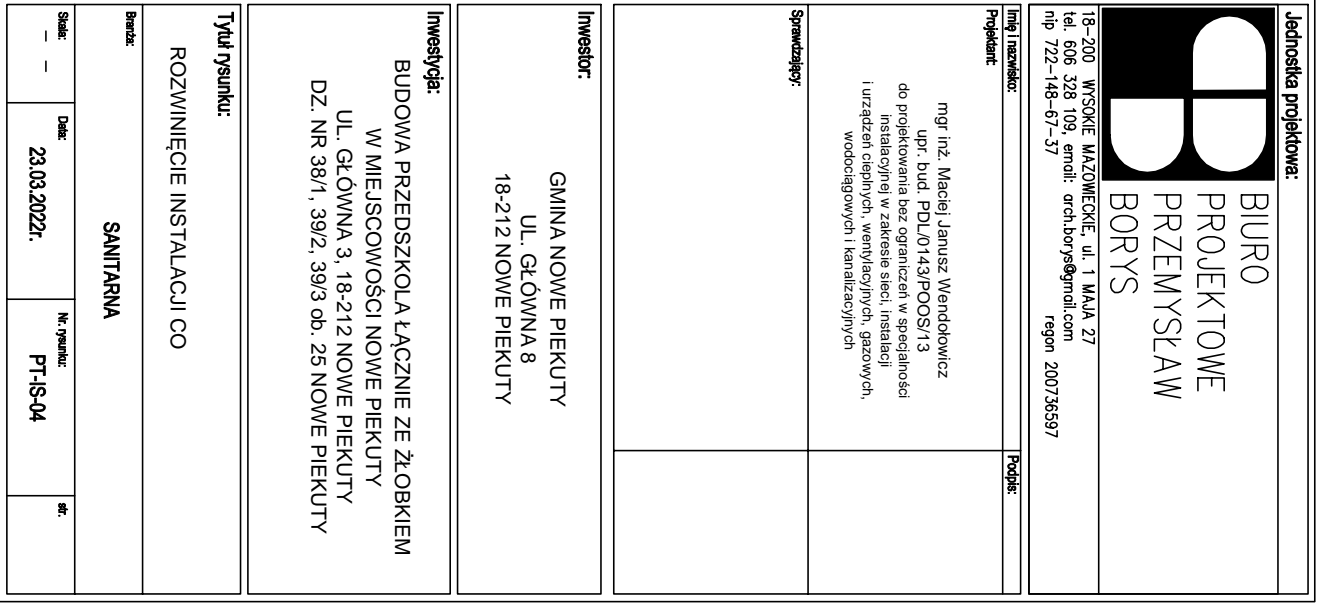 Jednostka projektowa:
BIURO
PROJEKTOWE
PRZEMYSŁAW
BORYS
18-200 WYSOKIE MAZOWIECKIE, ul. 1 MAJA 27
tel. 606 328 109, email: arch.borys@gmail.com
nip 722-148-67-37 regon 200736597
Imię i nazwisko: Podpis:
Projektant:
mgr inż. Maciej Janusz Wendołowicz
upr. bud. PDL/0143/POOS/13
do projektowania bez ograniczeń w specjalności
instalacyjnej w zakresie sieci, instalacji
i urządzeń cieplnych, wentylacyjnych, gazowych,
wodociągowych i kanalizacyjnych
Sprawdzający:
Inwestor:
GMINA NOWE PIEKUTY
UL. GŁÓWNA 8
18-212 NOWE PIEKUTY
Inwestycja:
BUDOWA PRZEDSZKOLA ŁĄCZNIE ZE ŻŁOBKIEM
W MIEJSCOWOŚCI NOWE PIEKUTY
UL. GŁÓWNA 3, 18-212 NOWE PIEKUTY
DZ. NR 38/1, 39/2, 39/3 ob. 25 NOWE PIEKUTY
Tytuł rysunku:
ROZWINIĘCIE INSTALACJI CO
Branża:
SANITARNA
Skala: Data: Nr. rysunku: str.
- - 23.03.2022r. PT-IS-04